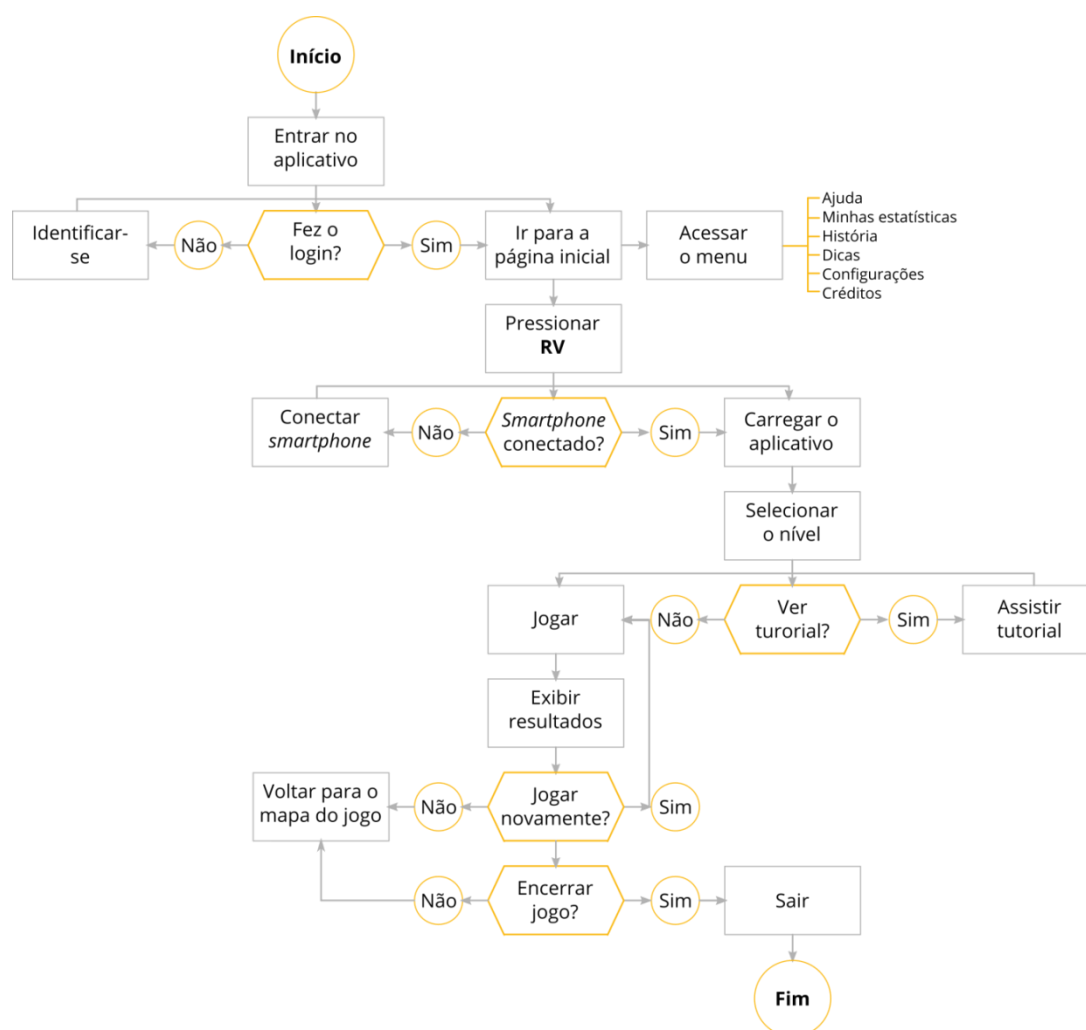 Início
Entrar no
aplicativo
Identificar-
se
Não
Fez o
login?
Sim
Ir para a
página inicial
Acessar
o menu
Ajuda
Minhas estatísticas
História
Dicas
Configurações
Créditos
Pressionar
RV
Conectar
smartphone
Não
Smartphone
conectado?
Sim
Carregar o
aplicativo
Selecionar
o nível
Jogar
Não
Ver
turorial?
Sim
Assistir
tutorial
Exibir
resultados
Voltar para o
mapa do jogo
Não
Jogar
novamente?
Sim
Não
Encerrar
jogo?
Sim
Sair
Fim